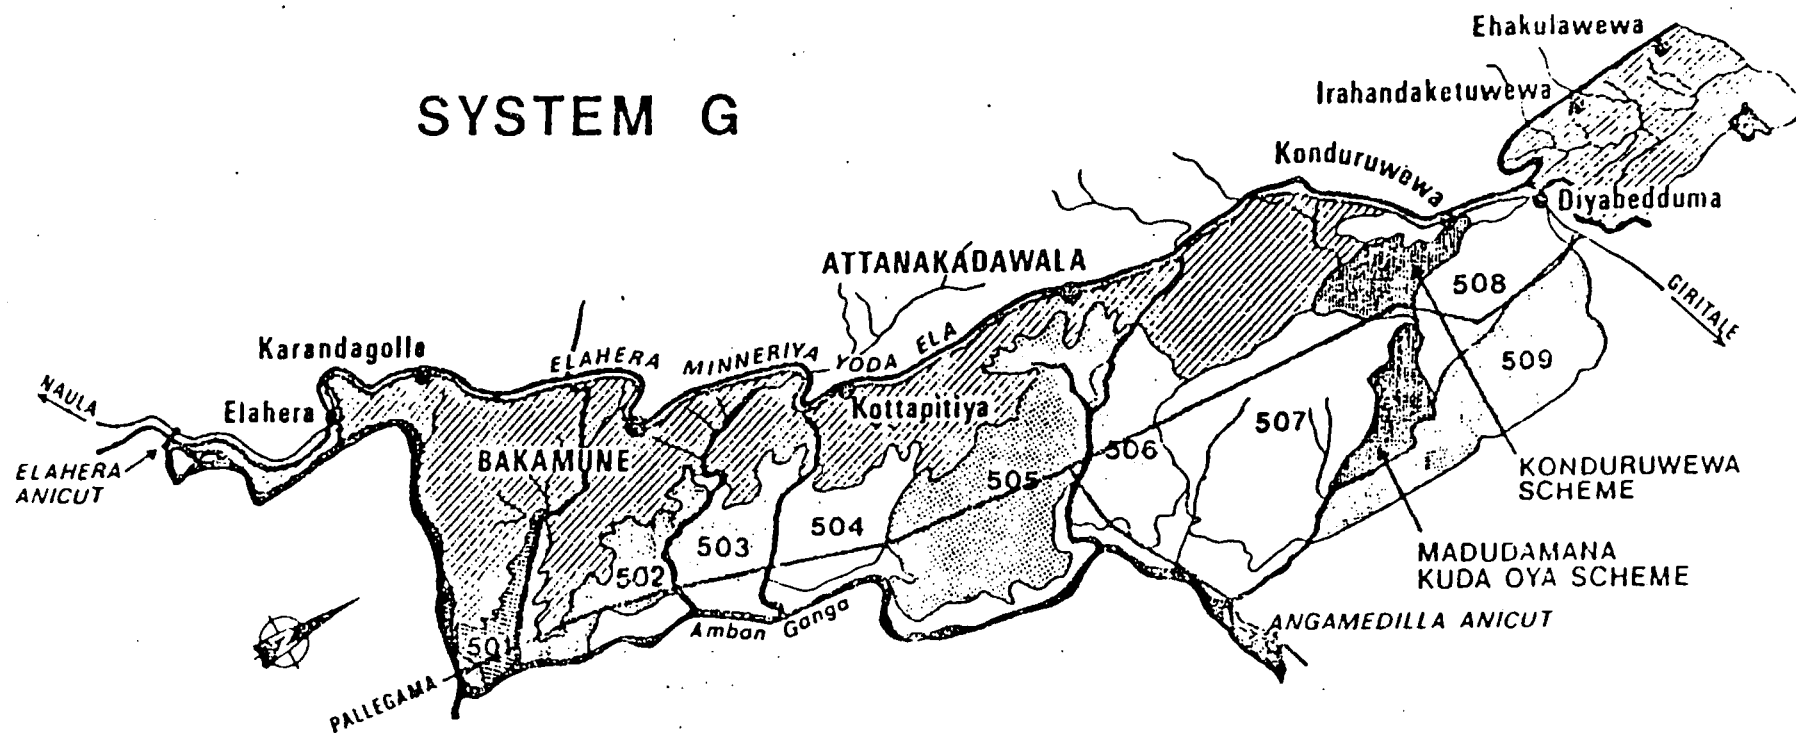 SYSTEM G
Ehakulawewa
Irahandaketuwewa
Konduruwewa
Diyabedduma
GIRITALE
ATTANAKADAWALA
ELAHERA MINNERIYA YODA ELA
Karandagolla
NAULA
Elahera
Kottapitiya
BAKAMUNE
ELAHERA
ANICUT
501
502
503
504
505
506
507
508
509
KONDURUWEWA
SCHEME
MADUDAMANA
KUDA OYA SCHEME
ANGAMEDILLA ANICUT
Amban Ganga
PALLEGAMA